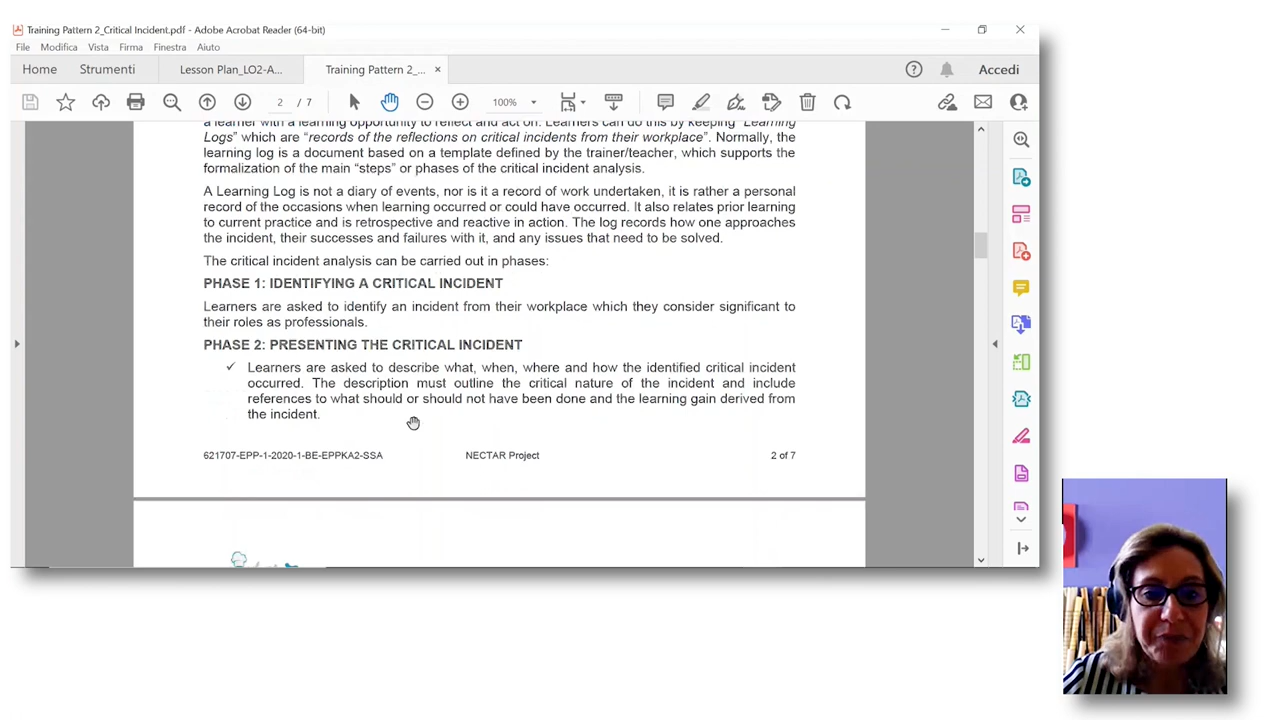 Training Pattern 2_Critical Incident.pdf - Adobe Acrobat Reader (64-bit)
File Modifica Vista Firma Finestra Aiuto
Home Strumenti Lesson Plan_LO2-A... Training Pattern 2_... Accedi
2 / 7 100%
a learner with a learning opportunity to reflect and act on. Learners can do this by keeping “Learning
Logs” which are “records of the reflections on critical incidents from their workplace”. Normally, the
learning log is a document based on a template defined by the trainer/teacher, which supports the
formalization of the main “steps” or phases of the critical incident analysis.
A Learning Log is not a diary of events, nor is it a record of work undertaken, it is rather a personal
record of the occasions when learning occurred or could have occurred. It also relates prior learning
to current practice and is retrospective and reactive in action. The log records how one approaches
the incident, their successes and failures with it, and any issues that need to be solved.
The critical incident analysis can be carried out in phases:
PHASE 1: IDENTIFYING A CRITICAL INCIDENT
Learners are asked to identify an incident from their workplace which they consider significant to
their roles as professionals.
PHASE 2: PRESENTING THE CRITICAL INCIDENT
Learners are asked to describe what, when, where and how the identified critical incident
occurred. The description must outline the critical nature of the incident and include
references to what should or should not have been done and the learning gain derived from
the incident.
621707-EPP-1-2020-1-BE-EPPKA2-SSA NECTAR Project 2 of 7